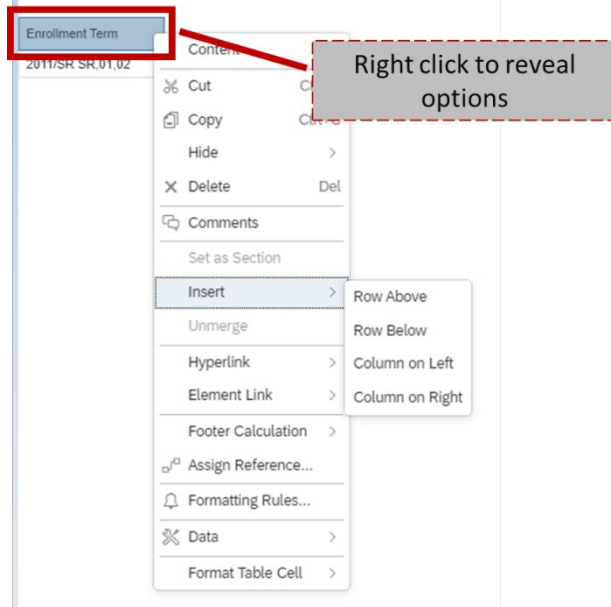 Enrollment Term
2011/SR SR,01,02
Content
Right click to reveal
options
Cut
Copy
Hide
Delete Del
Comments
Set as Section
Insert
Row Above
Unmerge
Row Below
Hyperlink
Column on Left
Element Link
Column on Right
Footer Calculation
Assign Reference...
Formatting Rules...
Data
Format Table Cell